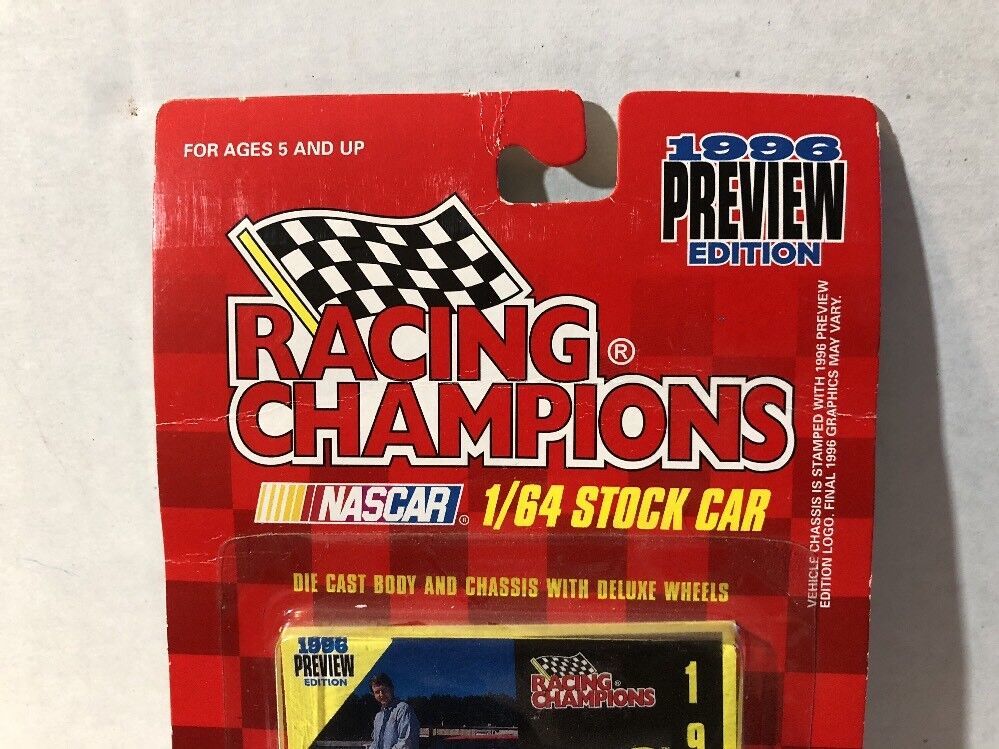 FOR AGES 5 AND UP
1996
PREVIEW
EDITION
RACING
CHAMPIONS®
NASCAR® 1/64 STOCK CAR
VEHICLE CHASSIS IS STAMPED WITH 1996 PREVIEW
EDITION LOGO. FINAL 1996 GRAPHICS MAY VARY.
DIE CAST BODY AND CHASSIS WITH DELUXE WHEELS
1996
PREVIEW
EDITION
RACING®
CHAMPIONS
1
9